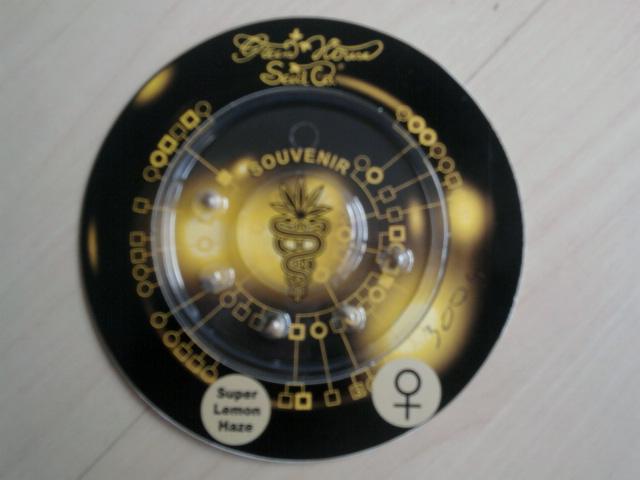 Green House
Seed Co.
SOUVENIR
Super
Lemon
Haze